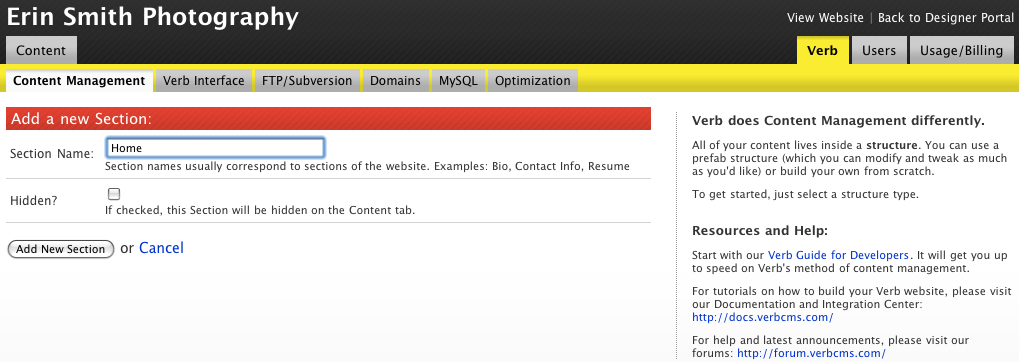 Erin Smith Photography
View Website | Back to Designer Portal
Content
Verb
Users
Usage/Billing
Content Management
Verb Interface
FTP/Subversion
Domains
MySQL
Optimization
Add a new Section:
Section Name:
Home
Section names usually correspond to sections of the website. Examples: Bio, Contact Info, Resume
Hidden?
If checked, this Section will be hidden on the Content tab.
Add New Section or Cancel
Verb does Content Management differently.
All of your content lives inside a structure. You can use a
prefab structure (which you can modify and tweak as much
as you'd like) or build your own from scratch.
To get started, just select a structure type.
Resources and Help:
Start with our Verb Guide for Developers. It will get you up
to speed on Verb's method of content management.
For tutorials on how to build your Verb website, please visit
our Documentation and Integration Center:
http://docs.verbcms.com/
For help and latest announcements, please visit our
forums: http://forum.verbcms.com/